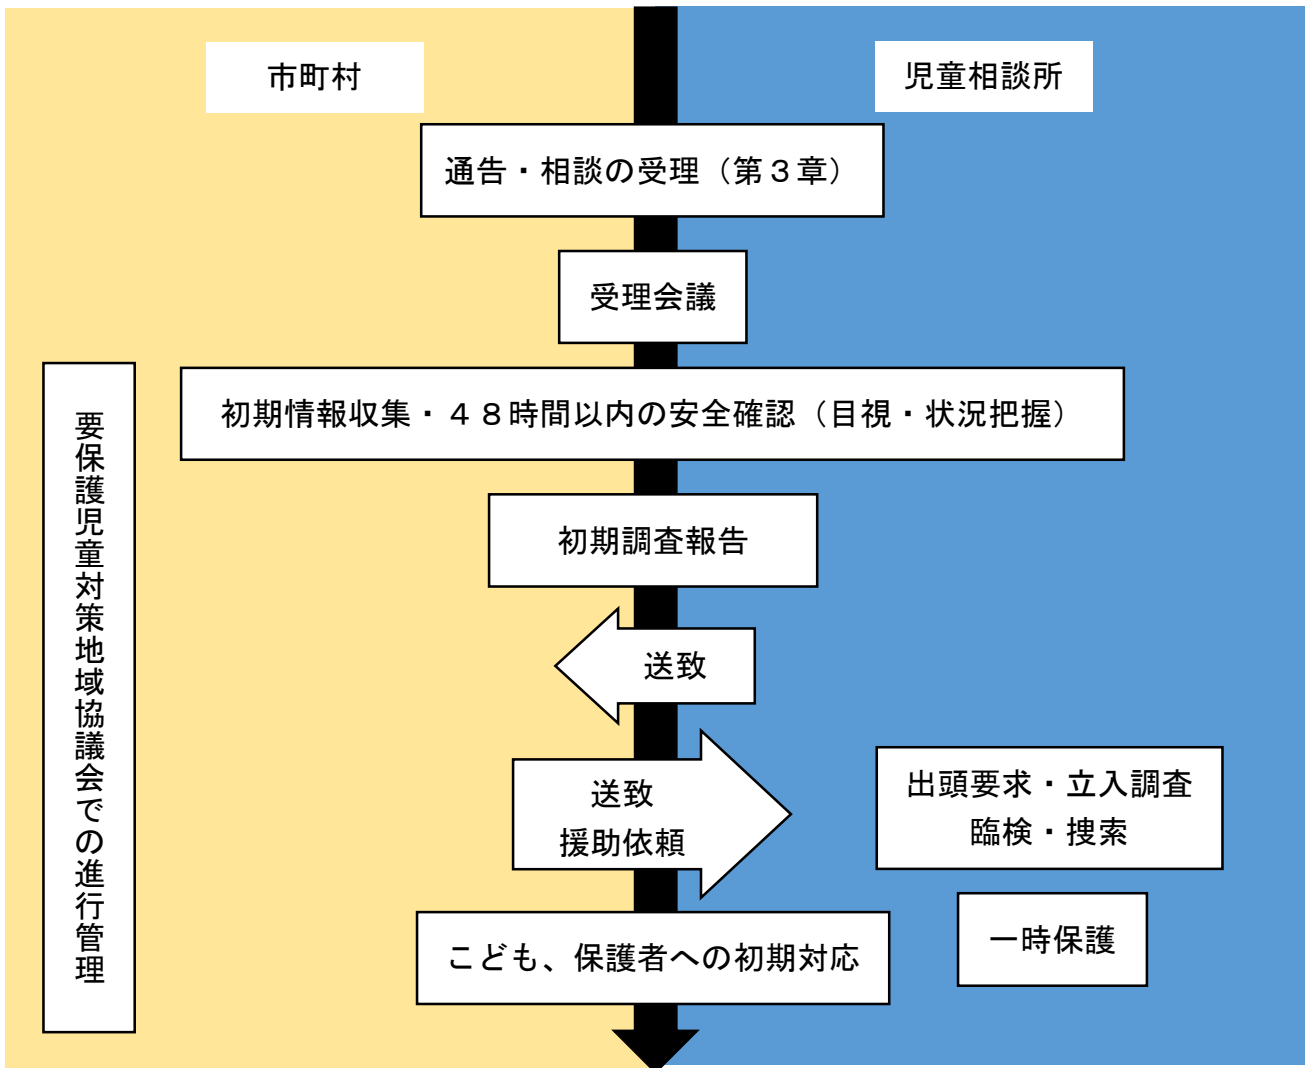 市町村
児童相談所
通告・相談の受理（第３章）
受理会議
初期情報収集・４８時間以内の安全確認（目視・状況把握）
要保護児童対策地域協議会での進行管理
初期調査報告
送致
送致
援助依頼
出頭要求・立入調査
臨検・捜索
一時保護
こども、保護者への初期対応